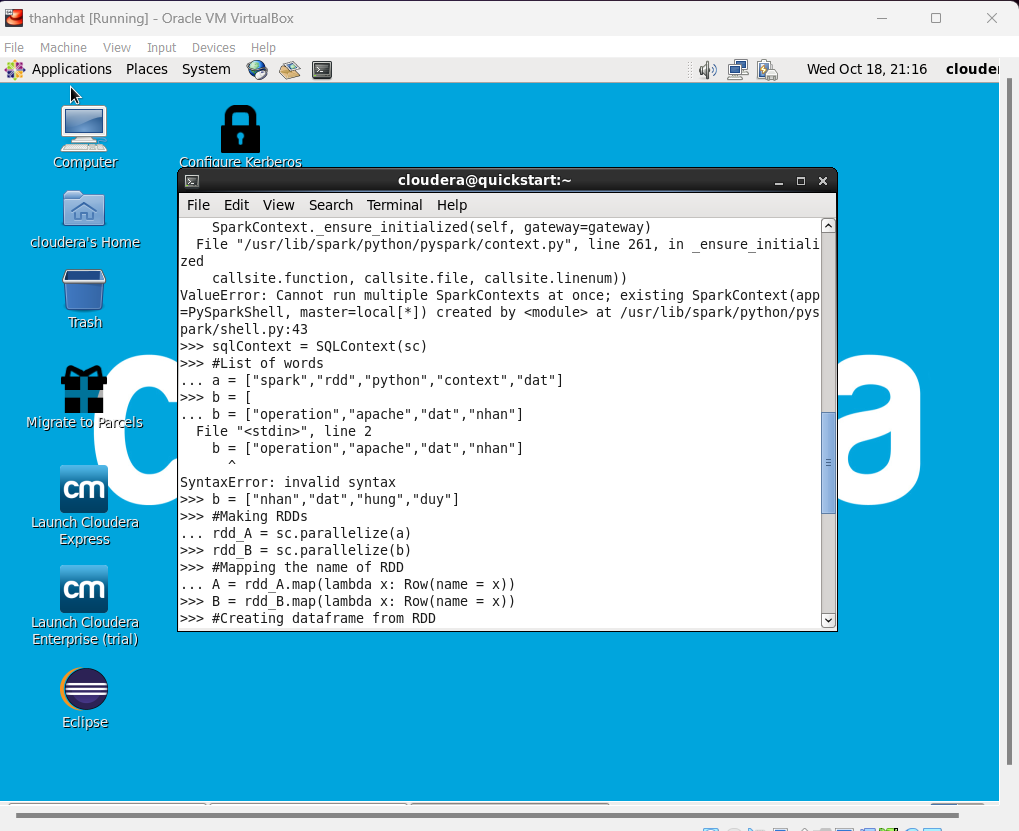 thanhdat [Running] - Oracle VM VirtualBox
File Machine View Input Devices Help
Applications Places System
Wed Oct 18, 21:16 cloude
Computer
Configure Kerberos
cloudera's Home
Trash
Migrate to Parcels
cm
Launch Cloudera
Express
cm
Launch Cloudera
Enterprise (trial)
Eclipse
cloudera@quickstart:~
File Edit View Search Terminal Help
    SparkContext._ensure_initialized(self, gateway=gateway)
  File "/usr/lib/spark/python/pyspark/context.py", line 261, in _ensure_initiali
zed
    callsite.function, callsite.file, callsite.linenum))
ValueError: Cannot run multiple SparkContexts at once; existing SparkContext(app
=PySparkShell, master=local[*]) created by <module> at /usr/lib/spark/python/pys
park/shell.py:43
>>> sqlContext = SQLContext(sc)
>>> #List of words
... a = ["spark","rdd","python","context","dat"]
>>> b = [
... b = ["operation","apache","dat","nhan"]
  File "<stdin>", line 2
    b = ["operation","apache","dat","nhan"]
      ^
SyntaxError: invalid syntax
>>> b = ["nhan","dat","hung","duy"]
>>> #Making RDDs
... rdd_A = sc.parallelize(a)
>>> rdd_B = sc.parallelize(b)
>>> #Mapping the name of RDD
... A = rdd_A.map(lambda x: Row(name = x))
>>> B = rdd_B.map(lambda x: Row(name = x))
>>> #Creating dataframe from RDD